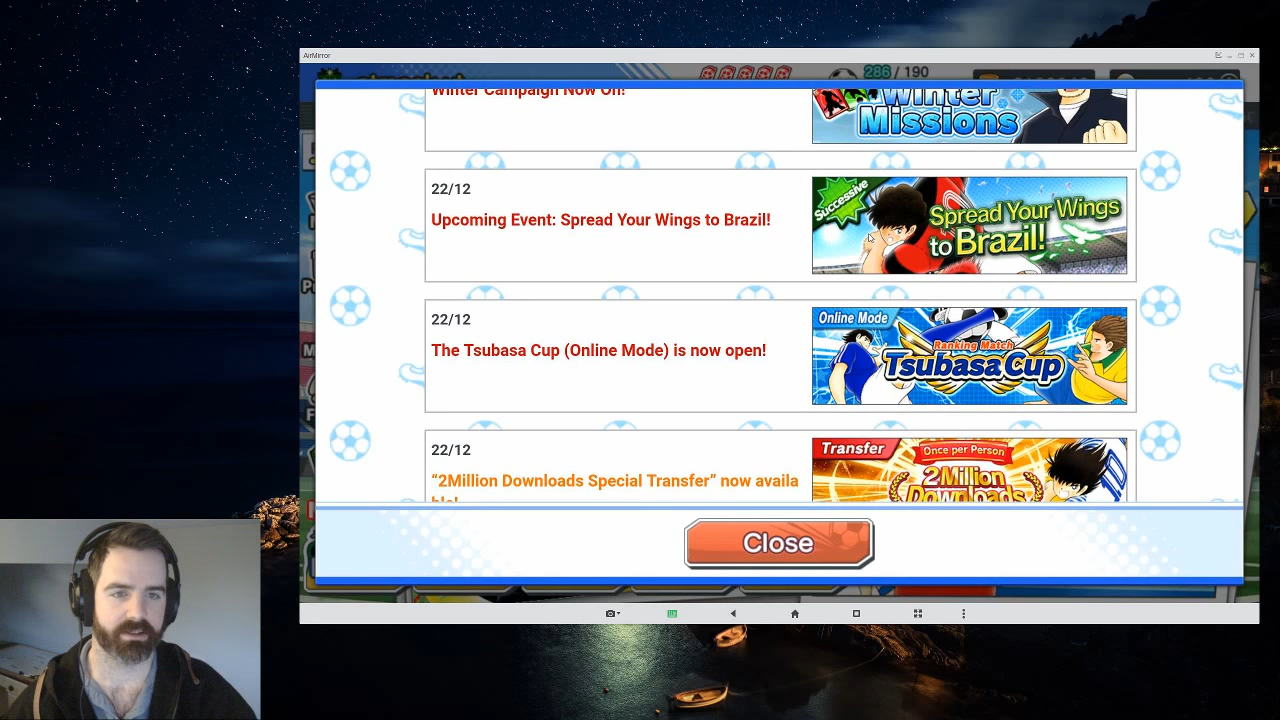 AirMirror
286 / 190
Winter Campaign Now On!
Winter
Missions
22/12
Upcoming Event: Spread Your Wings to Brazil!
Successive
Spread Your Wings
to Brazil!
22/12
The Tsubasa Cup (Online Mode) is now open!
Online Mode
Ranking Match
Tsubasa Cup
22/12
“2Million Downloads Special Transfer” now availa
ble!
Transfer
Once per Person
2Million
Downloads
Close